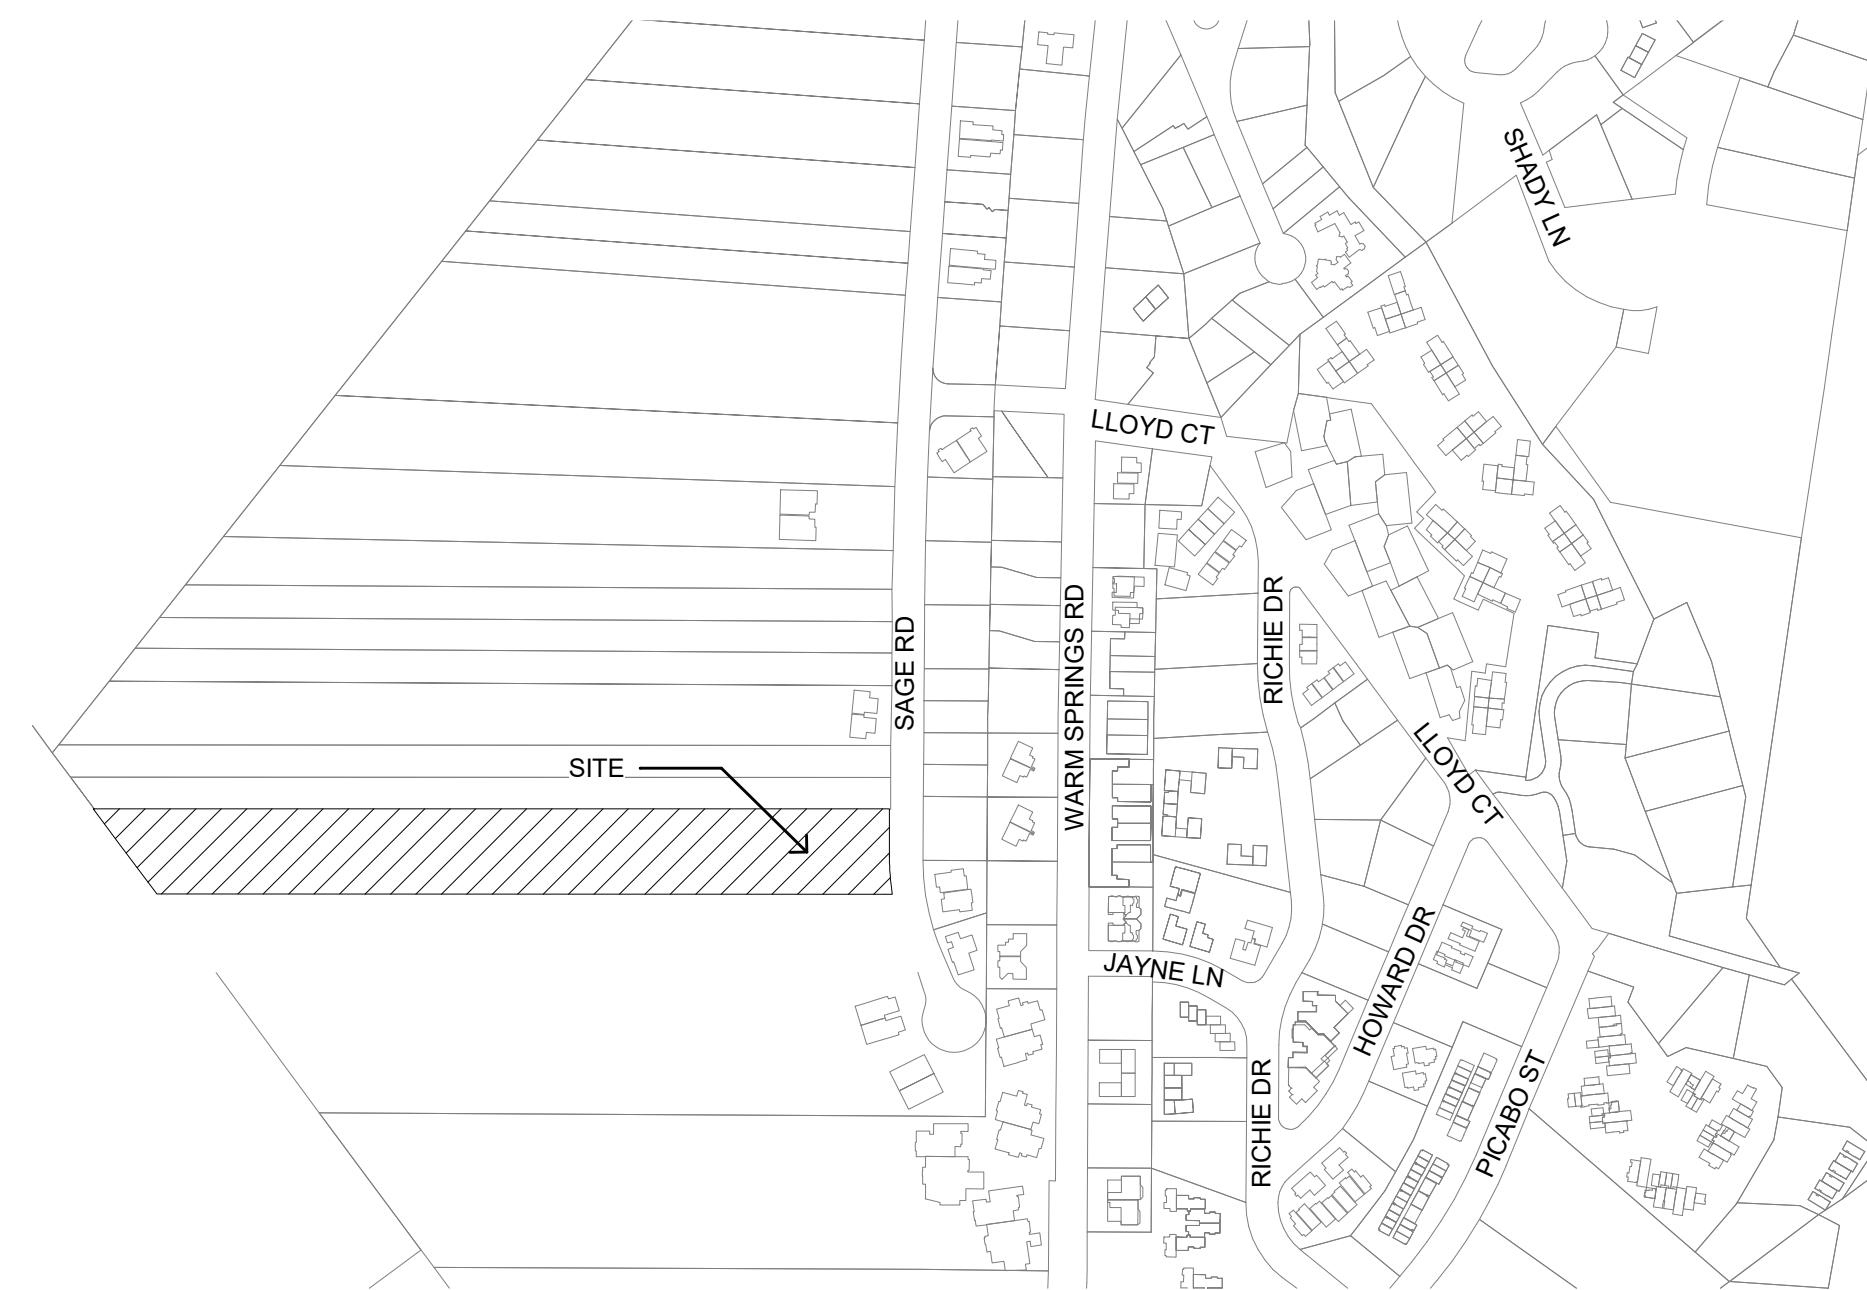 SHADY LN
LLOYD CT
RICHIE DR
SAGE RD
WARM SPRINGS RD
LLOYD CT
SITE
JAYNE LN
HOWARD DR
RICHIE DR
PICABO ST